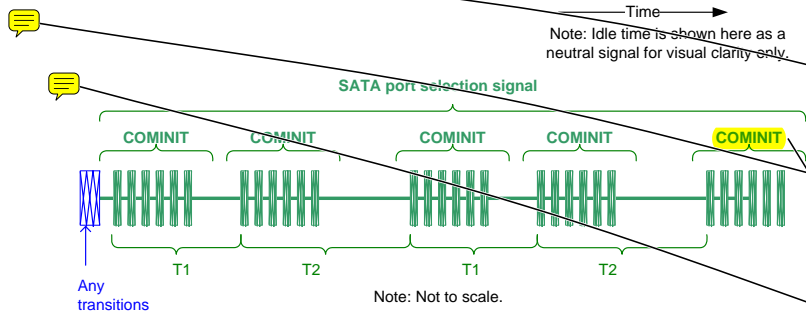 Time
Note: Idle time is shown here as a
neutral signal for visual clarity only.
SATA port selection signal
COMINIT COMINIT COMINIT COMINIT COMINIT
T1 T2 T1 T2
Any
transitions
Note: Not to scale.